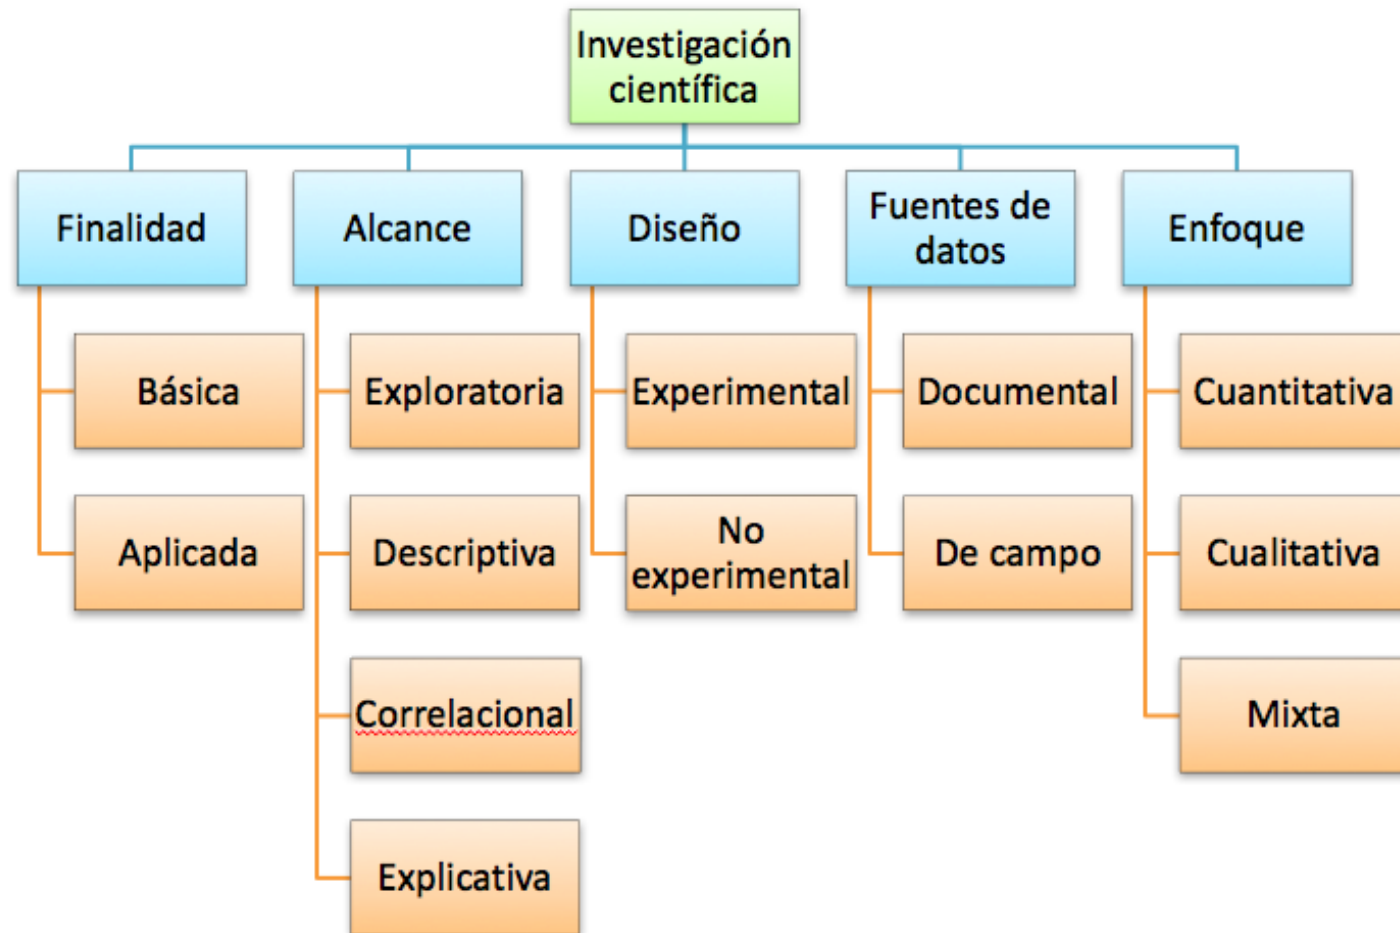 Investigación
científica
Finalidad
Básica
Aplicada
Alcance
Exploratoria
Descriptiva
Correlacional
Explicativa
Diseño
Experimental
No
experimental
Fuentes de
datos
Documental
De campo
Enfoque
Cuantitativa
Cualitativa
Mixta